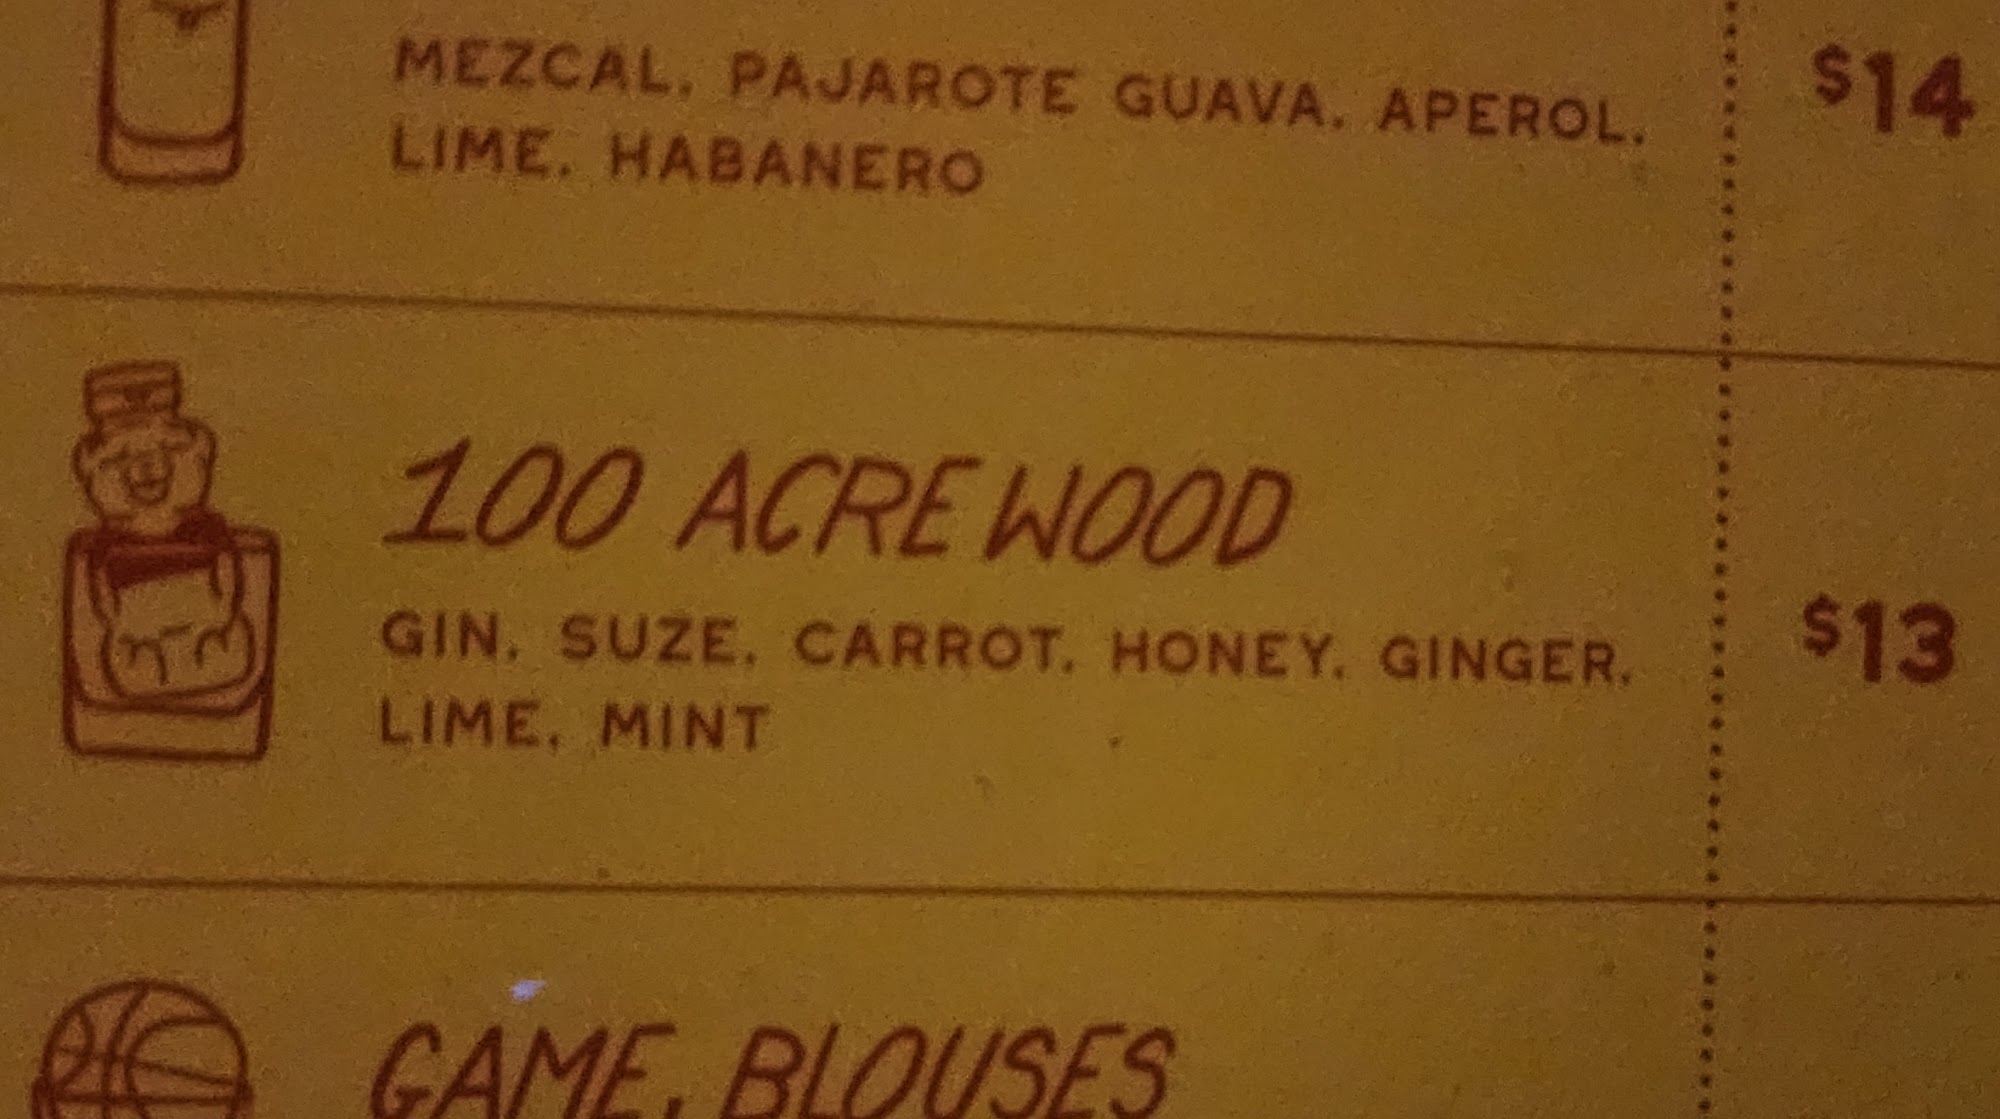 MEZCAL, PAJAROTE GUAVA, APEROL, $14
LIME, HABANERO
100 ACRE WOOD
GIN, SUZE, CARROT, HONEY, GINGER, $13
LIME, MINT
GAME, BLOUSES